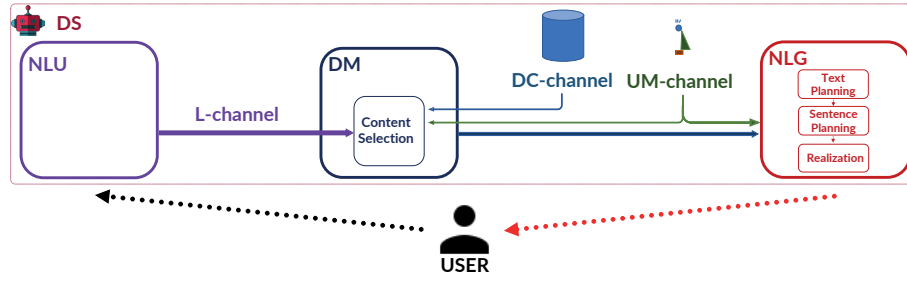 DS
NLU
L-channel
DM
Content
Selection
DC-channel
UM-channel
NLG
Text
Planning
Sentence
Planning
Realization
USER